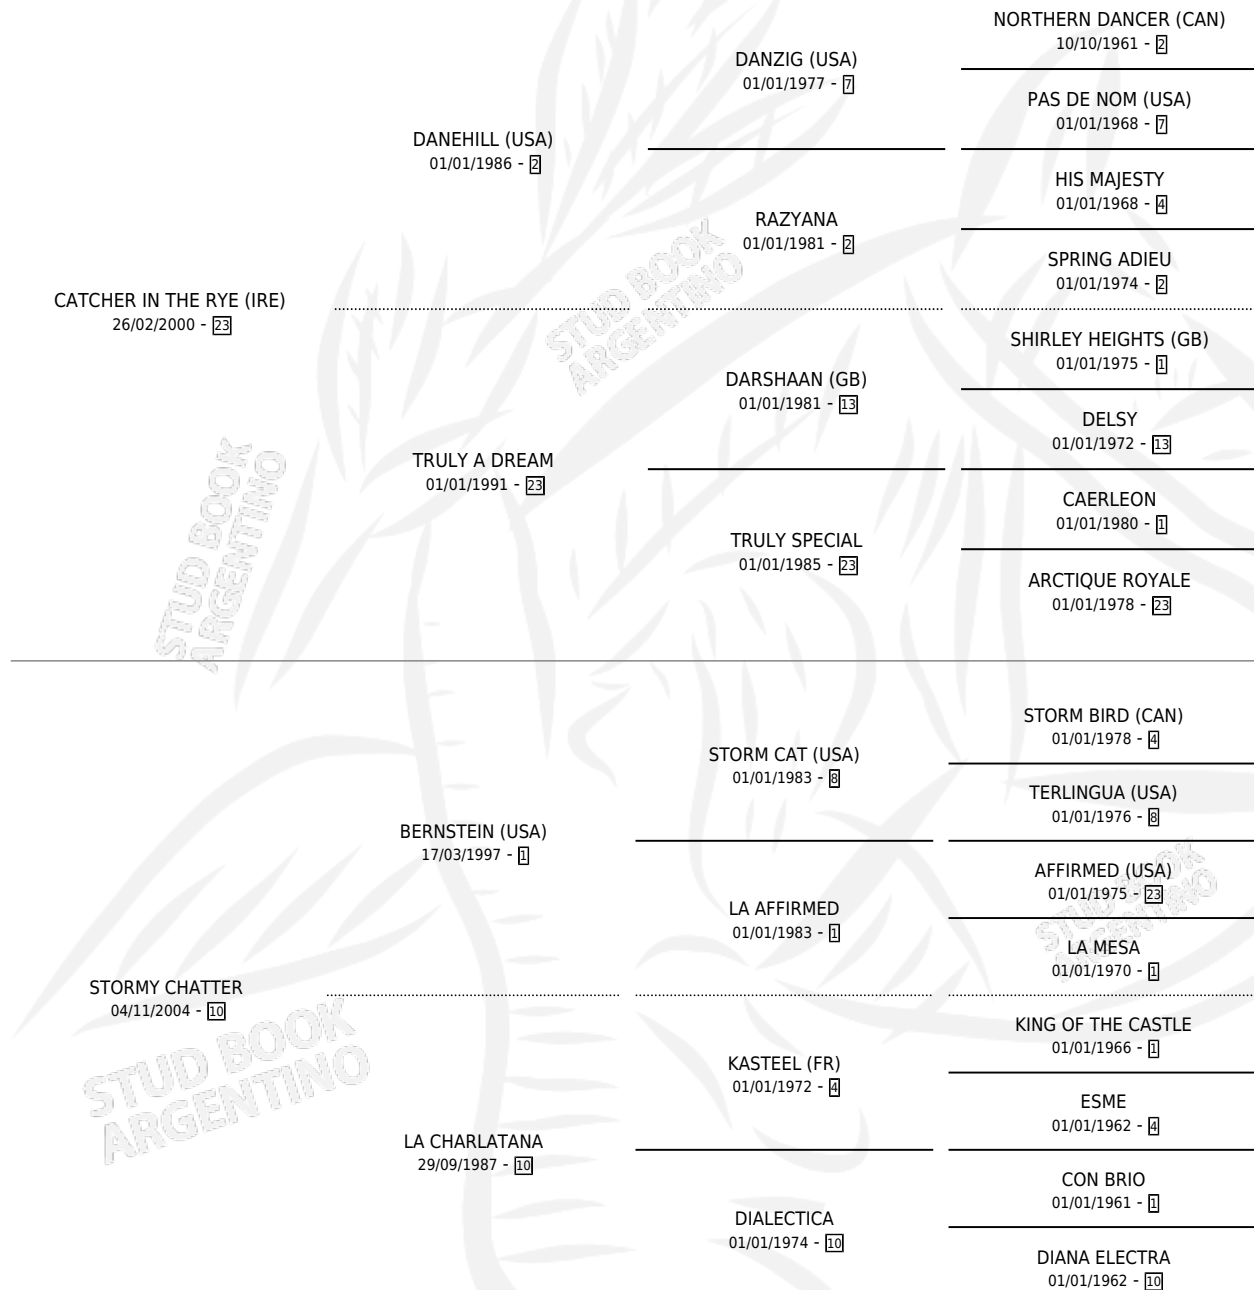 NORTHERN DANCER (CAN)
10/10/1961 - 2
DANZIG (USA)
01/01/1977 - 7
PAS DE NOM (USA)
01/01/1968 - 7
DANEHILL (USA)
01/01/1986 - 2
HIS MAJESTY
01/01/1968 - 4
RAZYANA
01/01/1981 - 2
SPRING ADIEU
01/01/1974 - 2
CATCHER IN THE RYE (IRE)
26/02/2000 - 23
SHIRLEY HEIGHTS (GB)
01/01/1975 - 1
DARSHAAN (GB)
01/01/1981 - 13
DELSY
01/01/1972 - 13
TRULY A DREAM
01/01/1991 - 23
CAERLEON
01/01/1980 - 1
TRULY SPECIAL
01/01/1985 - 23
ARCTIQUE ROYALE
01/01/1978 - 23
STORM BIRD (CAN)
01/01/1978 - 4
STORM CAT (USA)
01/01/1983 - 8
TERLINGUA (USA)
01/01/1976 - 8
BERNSTEIN (USA)
17/03/1997 - 1
AFFIRMED (USA)
01/01/1975 - 23
LA AFFIRMED
01/01/1983 - 1
LA MESA
01/01/1970 - 1
STORMY CHATTER
04/11/2004 - 10
KING OF THE CASTLE
01/01/1966 - 1
KASTEEL (FR)
01/01/1972 - 4
ESME
01/01/1962 - 4
LA CHARLATANA
29/09/1987 - 10
CON BRIO
01/01/1961 - 1
DIALECTICA
01/01/1974 - 10
DIANA ELECTRA
01/01/1962 - 10
STUD BOOK
ARGENTINO
STUD BOOK
ARGENTINO
STUD BOOK
ARGENTINO
STUD BOOK
ARGENTINO